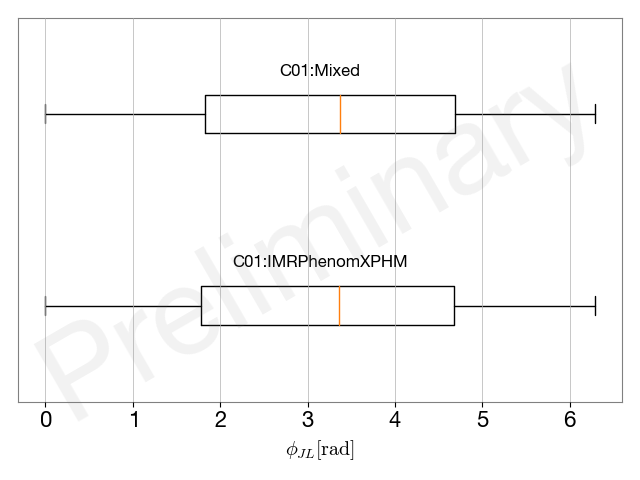 C01:Mixed
C01:IMRPhenomXPHM
Preliminary
0 1 2 3 4 5 6
ϕ_JL[rad]